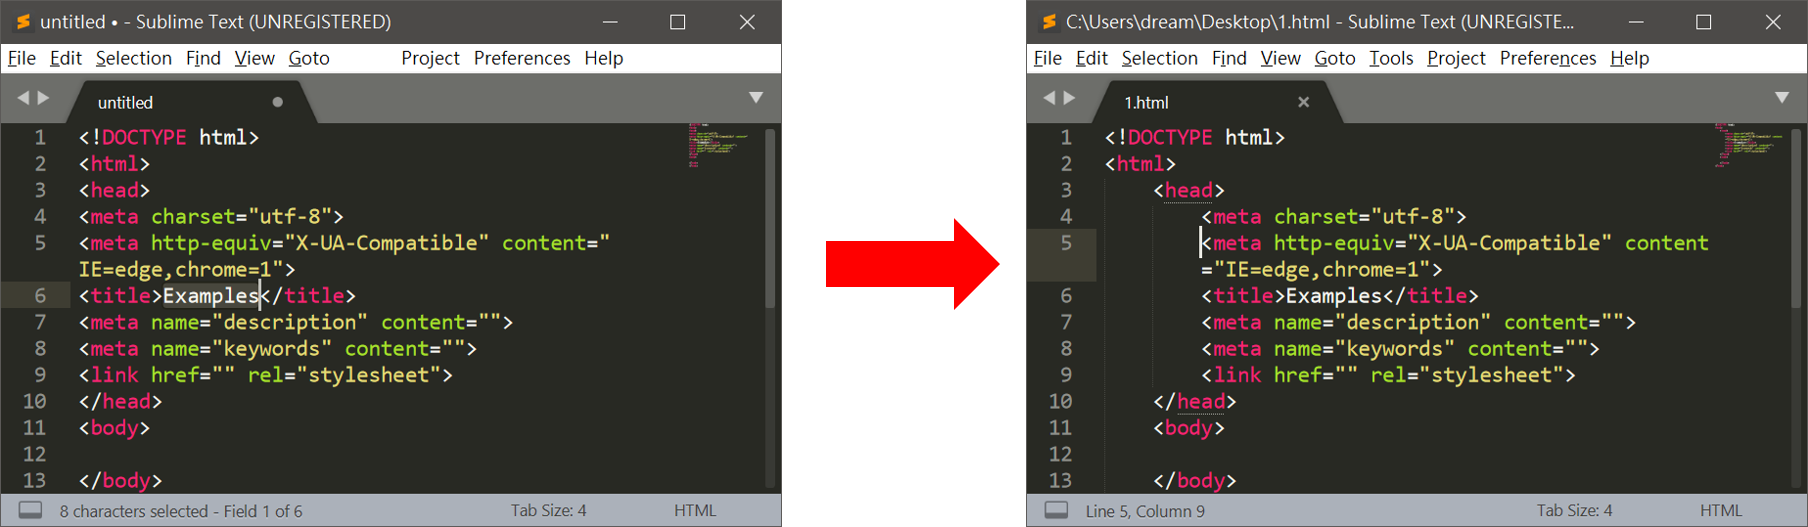 untitled • - Sublime Text (UNREGISTERED)
File Edit Selection Find View Goto Project Preferences Help
untitled
1 <!DOCTYPE html>
2 <html>
3 <head>
4 <meta charset="utf-8">
5 <meta http-equiv="X-UA-Compatible" content="
IE=edge,chrome=1">
6 <title>Examples</title>
7 <meta name="description" content="">
8 <meta name="keywords" content="">
9 <link href="" rel="stylesheet">
10 </head>
11 <body>
12
13 </body>
8 characters selected - Field 1 of 6 Tab Size: 4 HTML
C:\Users\dream\Desktop\1.html - Sublime Text (UNREGISTE...
File Edit Selection Find View Goto Tools Project Preferences Help
1.html
1 <!DOCTYPE html>
2 <html>
3 <head>
4 <meta charset="utf-8">
5 <meta http-equiv="X-UA-Compatible" content
="IE=edge,chrome=1">
6 <title>Examples</title>
7 <meta name="description" content="">
8 <meta name="keywords" content="">
9 <link href="" rel="stylesheet">
10 </head>
11 <body>
12
13 </body>
Line 5, Column 9 Tab Size: 4 HTML